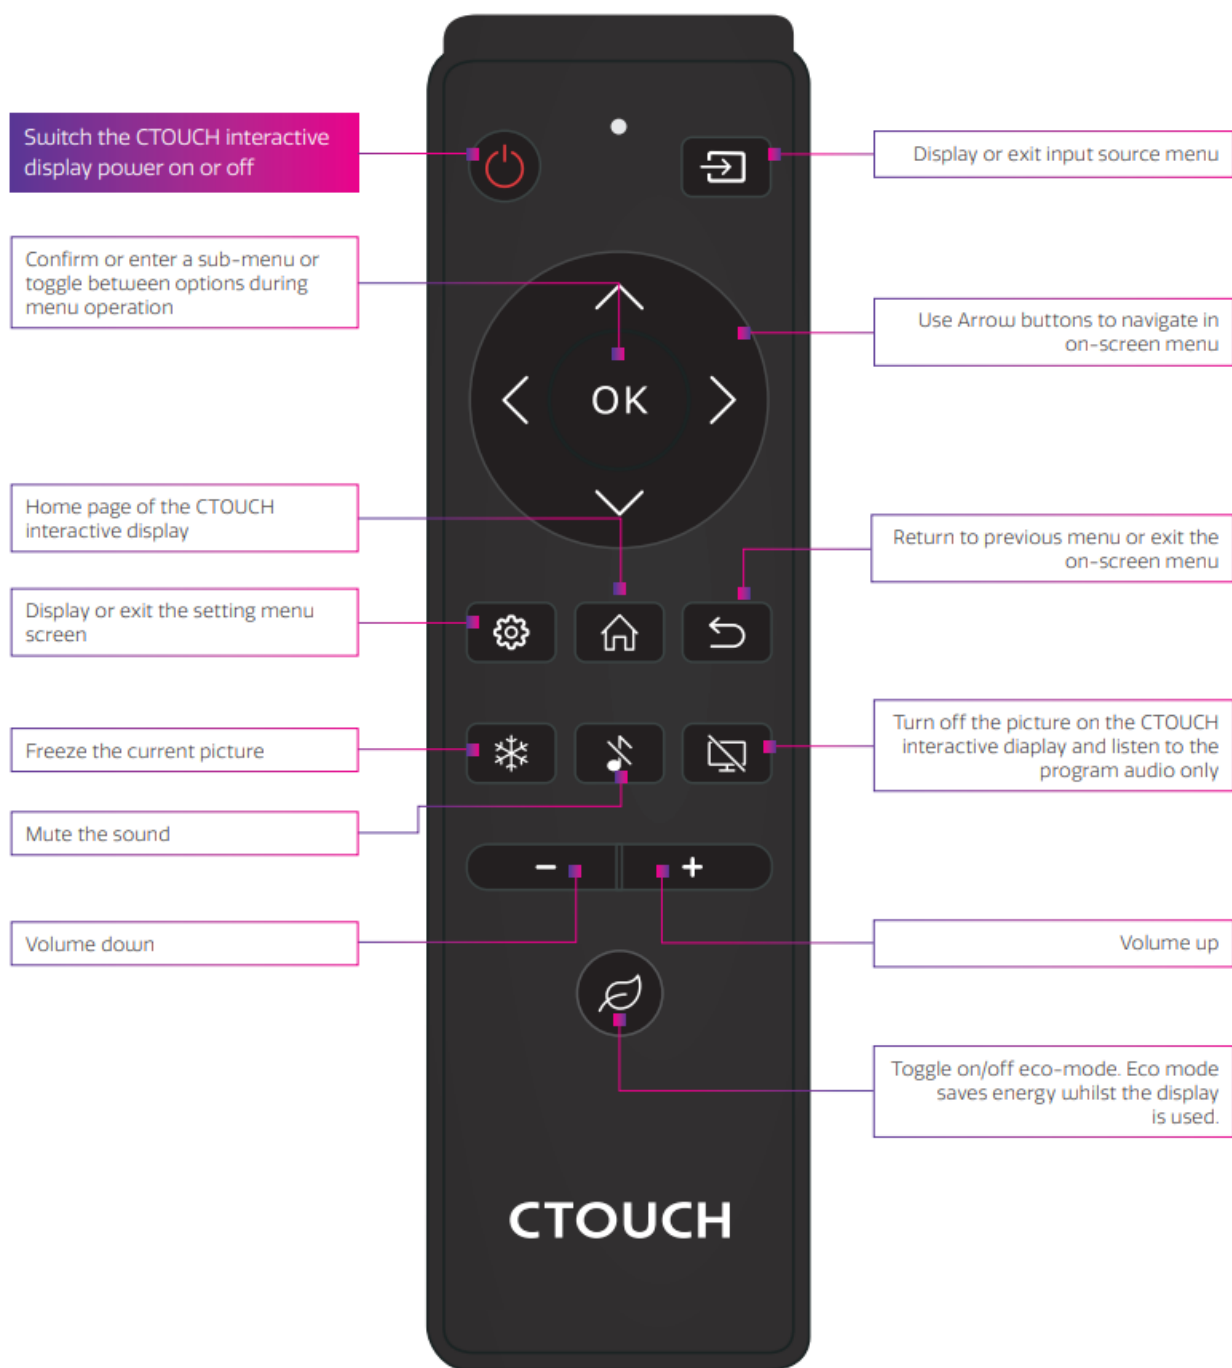 Switch the CTOUCH interactive
display power on or off
Display or exit input source menu
Confirm or enter a sub-menu or
toggle between options during
menu operation
Use Arrow buttons to navigate in
on-screen menu
OK
Home page of the CTOUCH
interactive display
Return to previous menu or exit the
on-screen menu
Display or exit the setting menu
screen
Turn off the picture on the CTOUCH
interactive diaplay and listen to the
program audio only
Freeze the current picture
Mute the sound
− +
Volume down
Volume up
Toggle on/off eco-mode. Eco mode
saves energy whilst the display
is used.
CTOUCH